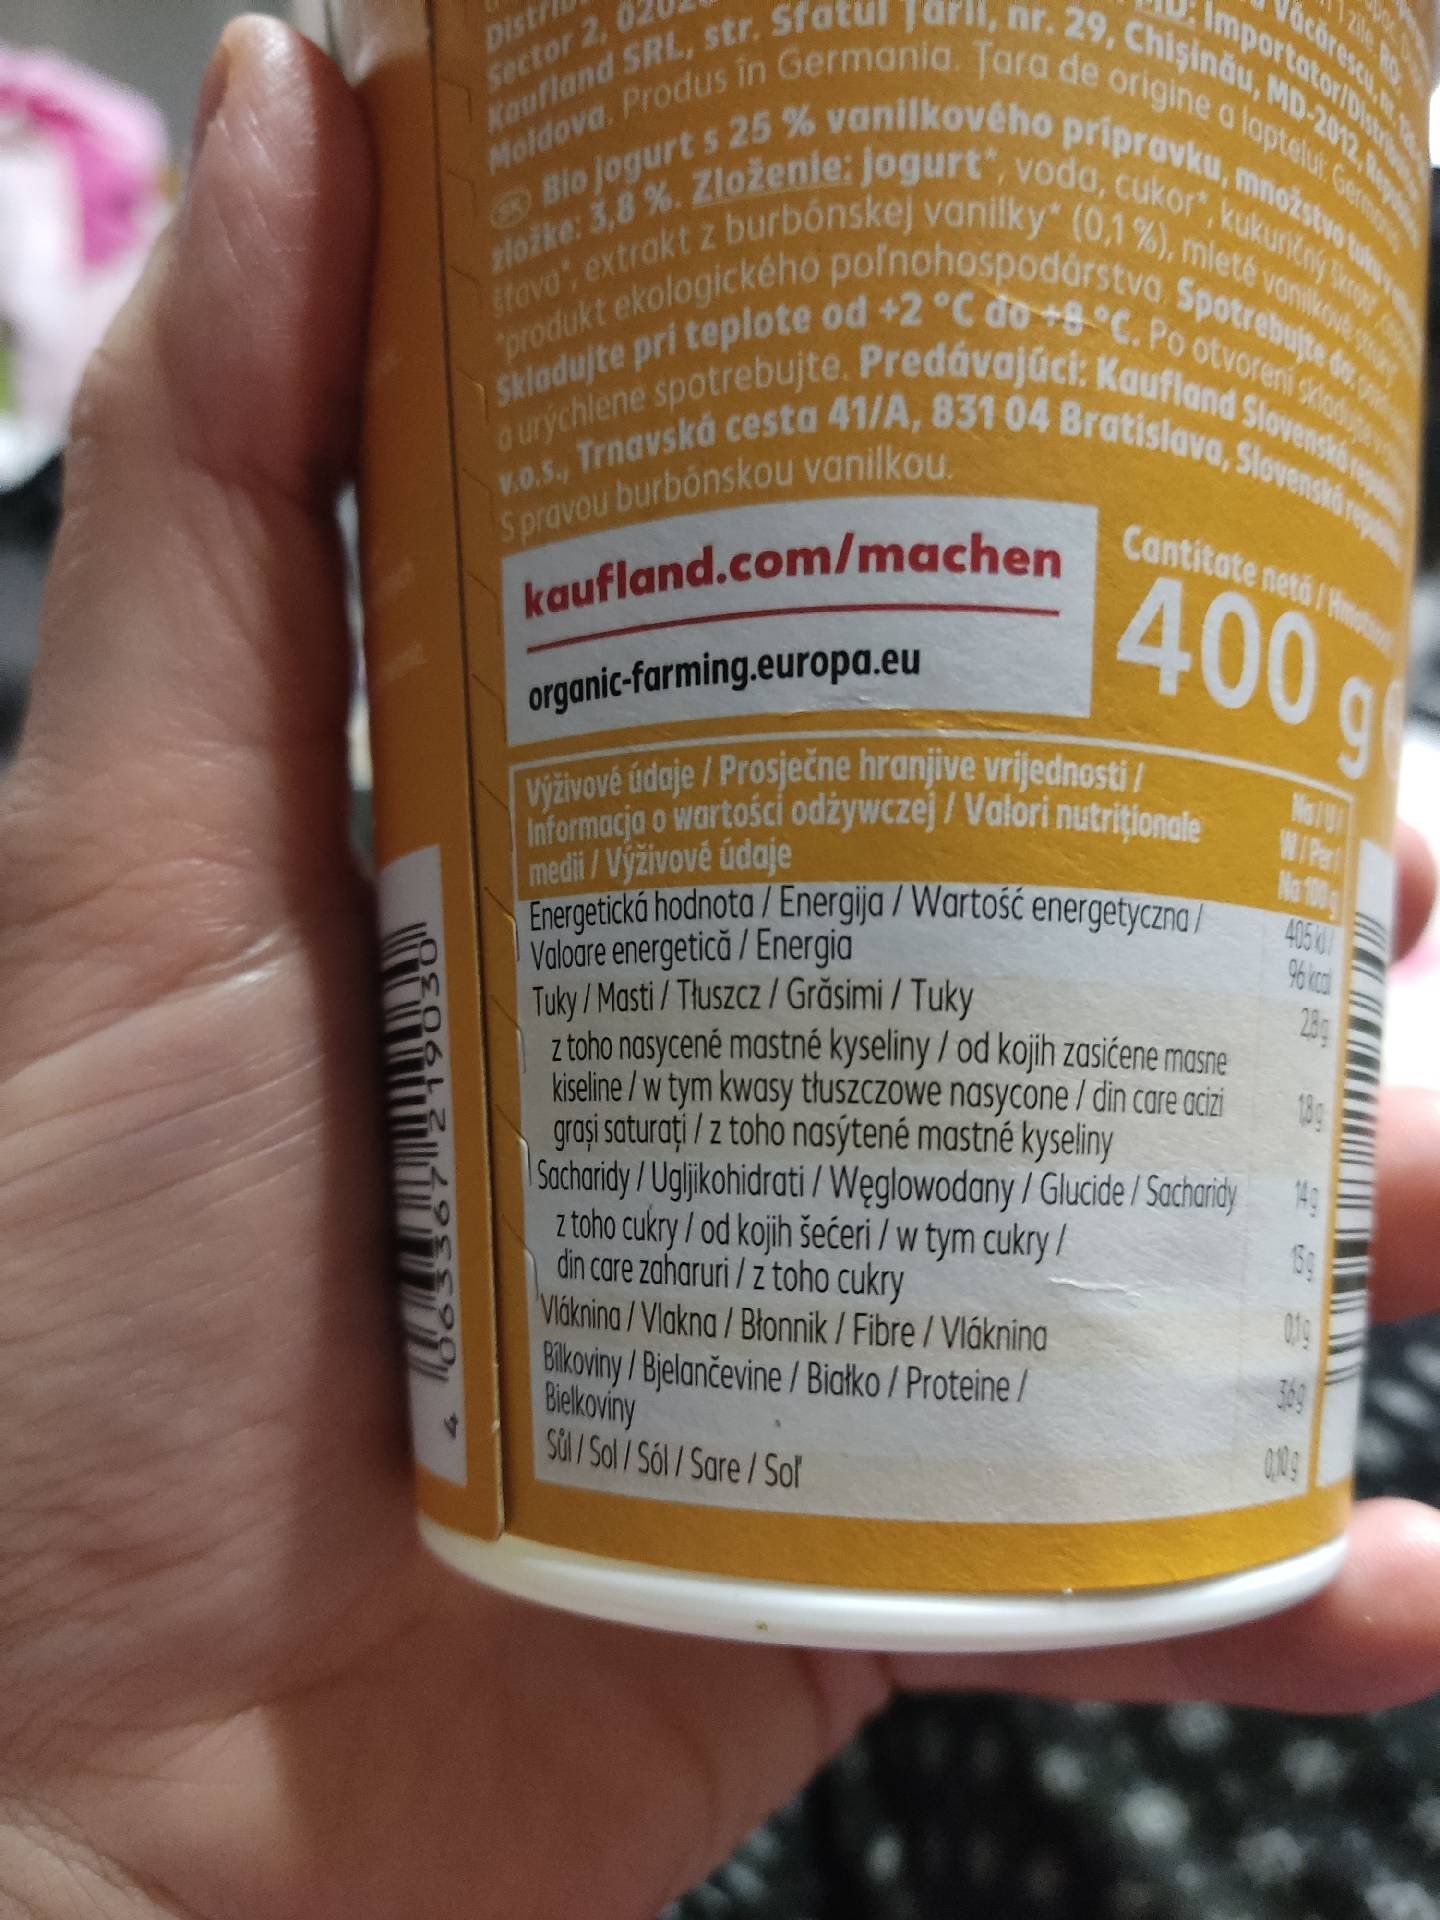 Sector 2,
Kaufland SRL, str. Sfatul Țării, nr. 29, Chișinău, MD-2012,
Moldova. Produs în Germania. Țara de origine a laptelui:
SK Bio jogurt s 25 % vanilkového prípravku, množstvo tuku v
zložke: 3,8 %. Zloženie: jogurt*, voda, cukor*, kukuričný škrob*,
šťava*, extrakt z burbónskej vanilky* (0,1 %), mleté vanilkové
*produkt ekologického poľnohospodárstva. Spotrebujte do:
Skladujte pri teplote od +2 °C do +8 °C. Po otvorení skladujte
a urýchlene spotrebujte. Predávajúci: Kaufland Slovenská republika
v.o.s., Trnavská cesta 41/A, 831 04 Bratislava, Slovenská republika
S pravou burbónskou vanilkou.
kaufland.com/machen
organic-farming.europa.eu
Cantitate netă /
400 g
Výživové údaje / Prosječne hranjive vrijednosti /
Informacja o wartości odżywczej / Valori nutriționale
medii / Výživové údaje
Na / U /
W / Per /
Na 100 g
Energetická hodnota / Energija / Wartość energetyczna / 405 kJ /
Valoare energetică / Energia 96 kcal
Tuky / Masti / Tłuszcz / Grăsimi / Tuky 2,8 g
z toho nasycené mastné kyseliny / od kojih zasićene masne
kiseline / w tym kwasy tłuszczowe nasycone / din care acizi 1,8 g
grași saturați / z toho nasýtené mastné kyseliny
Sacharidy / Ugljikohidrati / Węglowodany / Glucide / Sacharidy 14 g
z toho cukry / od kojih šećeri / w tym cukry /
din care zaharuri / z toho cukry
Vláknina / Vlakna / Błonnik / Fibre / Vláknina 0,1 g
Bílkoviny / Bjelančevine / Białko / Proteine / 3,6 g
Bielkoviny
Sůl / Sol / Sól / Sare / Soľ 0,10 g
4 063367 219030